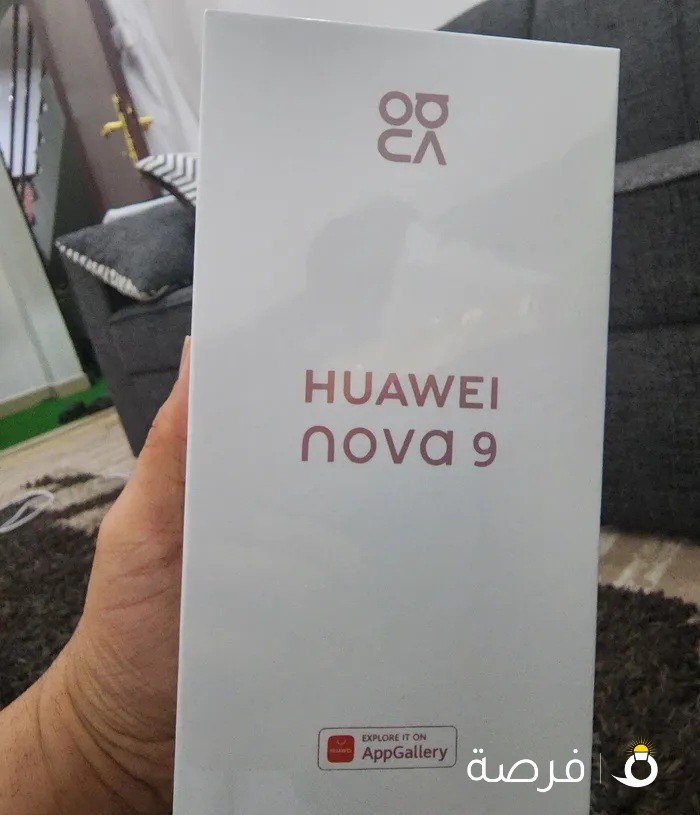 HUAWEI
nova 9
EXPLORE IT ON
AppGallery
فرصة